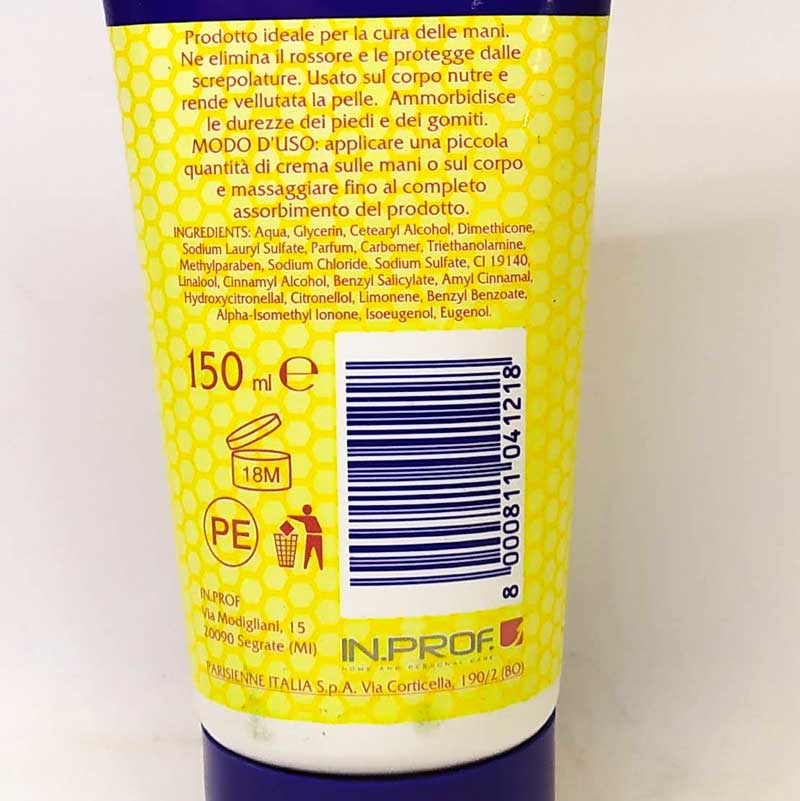 Prodotto ideale per la cura delle mani.
Ne elimina il rossore e le protegge dalle
screpolature. Usato sul corpo nutre e
rende vellutata la pelle. Ammorbidisce
le durezze dei piedi e dei gomiti.
MODO D'USO: applicare una piccola
quantità di crema sulle mani o sul corpo
e massaggiare fino al completo
assorbimento del prodotto.
INGREDIENTS: Aqua, Glycerin, Cetearyl Alcohol, Dimethicone,
Sodium Lauryl Sulfate, Parfum, Carbomer, Triethanolamine,
Methylparaben, Sodium Chloride, Sodium Sulfate, CI 19140,
Linalool, Cinnamyl Alcohol, Benzyl Salicylate, Amyl Cinnamal,
Hydroxycitronellal, Citronellol, Limonene, Benzyl Benzoate,
Alpha-Isomethyl Ionone, Isoeugenol, Eugenol.
150 ml e
18M
PE
8 000811 041218
IN.PROF
Via Modigliani, 15
20090 Segrate (MI)
IN.PROF.
HOME AND PERSONAL CARE
PARISIENNE ITALIA S.p.A. Via Corticella, 190/2 (BO)